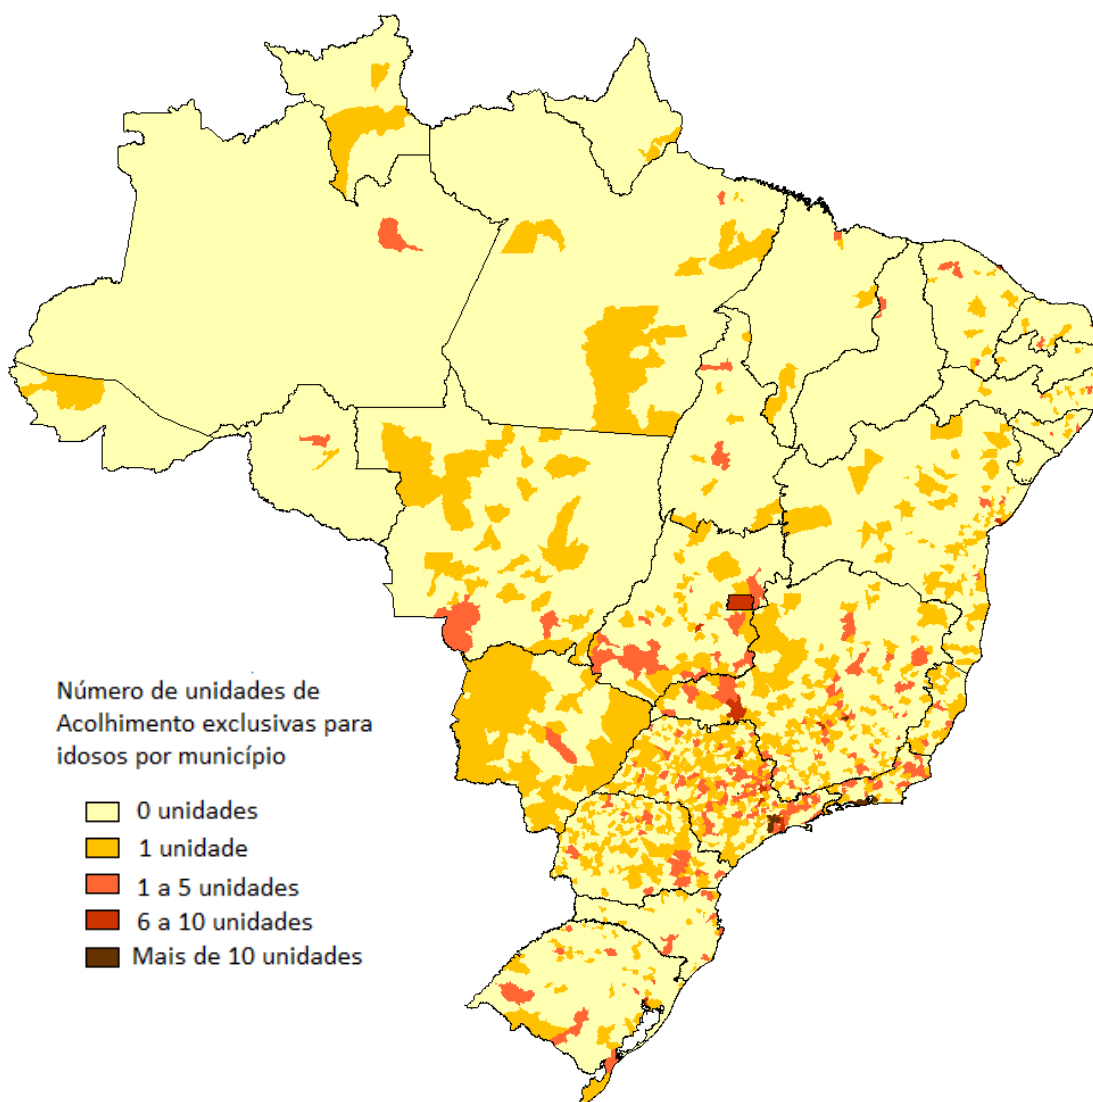 Número de unidades de
Acolhimento exclusivas para
idosos por município
0 unidades
1 unidade
1 a 5 unidades
6 a 10 unidades
Mais de 10 unidades